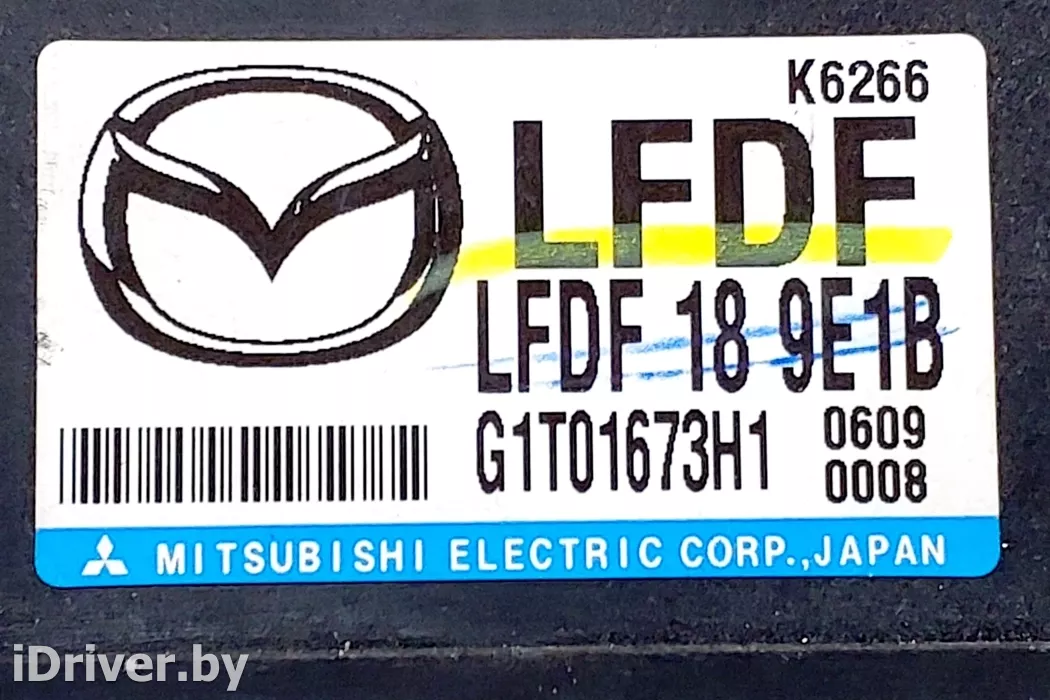 K6266
LFDF
LFDF 18 9E1B
G1T01673H1 0609
0008
MITSUBISHI ELECTRIC CORP.,JAPAN
iDriver.by